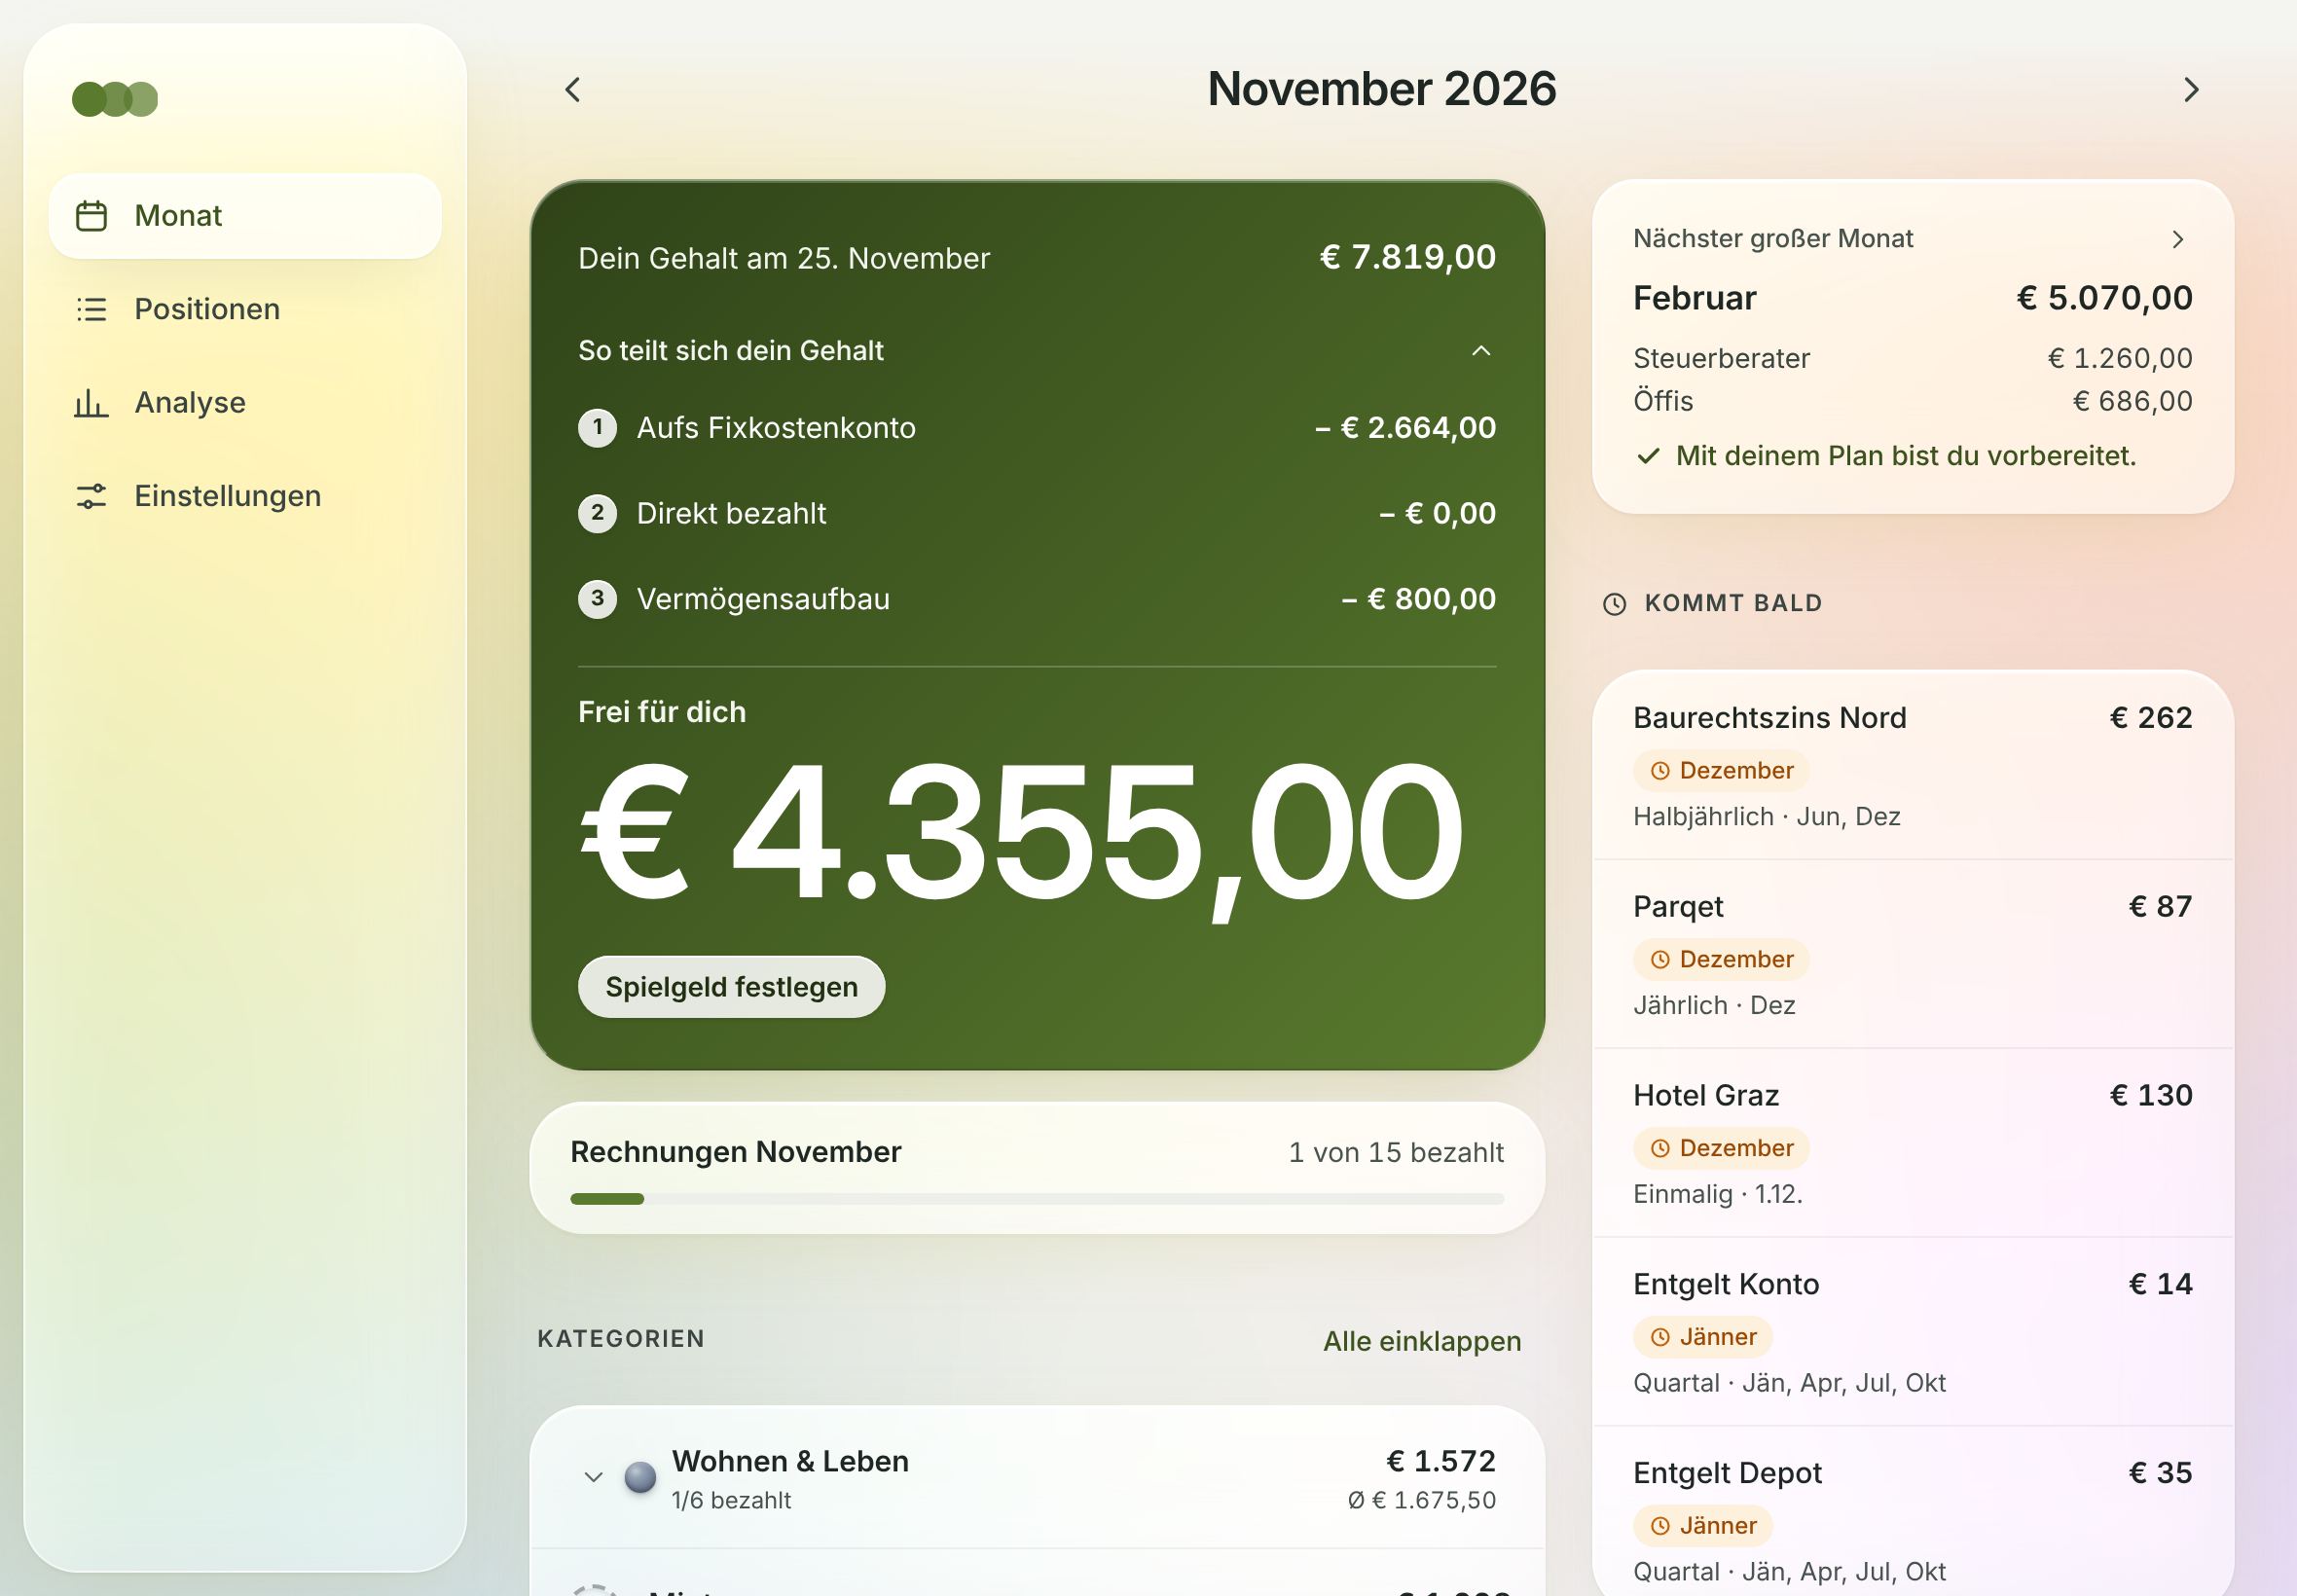 November 2026
Monat
Positionen
Analyse
Einstellungen
Dein Gehalt am 25. November € 7.819,00
So teilt sich dein Gehalt
1 Aufs Fixkostenkonto – € 2.664,00
2 Direkt bezahlt – € 0,00
3 Vermögensaufbau – € 800,00
Frei für dich
€ 4.355,00
Spielgeld festlegen
Rechnungen November 1 von 15 bezahlt
KATEGORIEN Alle einklappen
Wohnen & Leben € 1.572
1/6 bezahlt Ø € 1.675,50
Nächster großer Monat
Februar € 5.070,00
Steuerberater € 1.260,00
Öffis € 686,00
Mit deinem Plan bist du vorbereitet.
KOMMT BALD
Baurechtszins Nord € 262
Dezember
Halbjährlich · Jun, Dez
Parqet € 87
Dezember
Jährlich · Dez
Hotel Graz € 130
Dezember
Einmalig · 1.12.
Entgelt Konto € 14
Jänner
Quartal · Jän, Apr, Jul, Okt
Entgelt Depot € 35
Jänner
Quartal · Jän, Apr, Jul, Okt